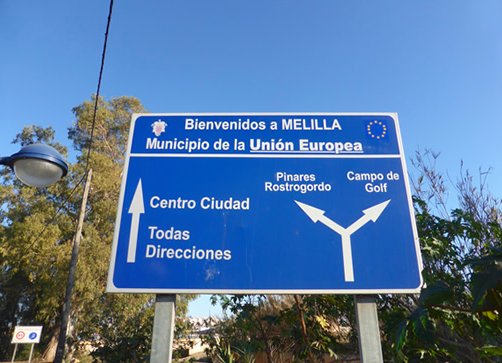 Bienvenidos a MELILLA
Municipio de la Unión Europea
Centro Ciudad
Todas
Direcciones
Pinares
Rostrogordo
Campo de
Golf